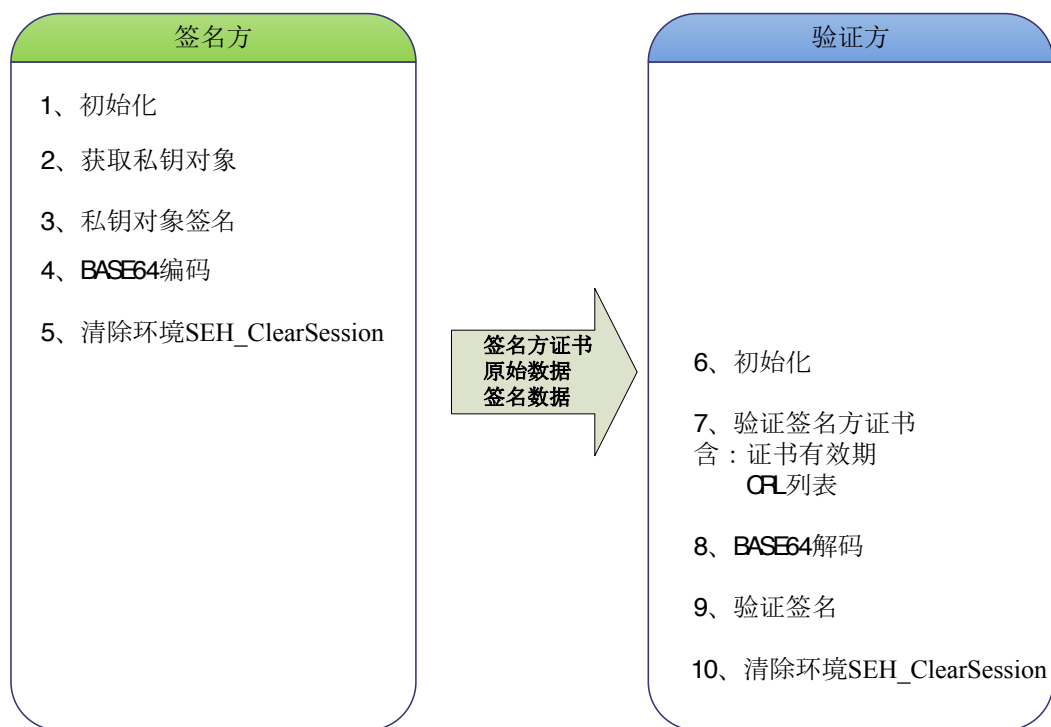 签名方
1、初始化
2、获取私钥对象
3、私钥对象签名
4、BASE64编码
5、清除环境SEH_ClearSession
签名方证书
原始数据
签名数据
验证方
6、初始化
7、验证签名方证书
含：证书有效期
CRL列表
8、BASE64解码
9、验证签名
10、清除环境SEH_ClearSession